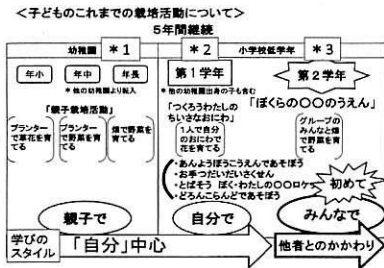 ＜子どものこれまでの栽培活動について＞
5年間継続
幼稚園 ＊1
＊2 小学校低学年 ＊3
年小 年中 年長
＊他の幼稚園より転入
「親子栽培活動」
プランターで草花を育てる
プランターで野菜を育てる
畑で野菜を育てる
第1学年
＊他の幼稚園出身の子も含む
「つくろうわたしのちいさなおにわ」
1人で自分のおにわで花を育てる
第2学年
「ぼくらの〇〇のうえん」
グループのみんなと畑で野菜を育てる
・あんようぼうこうえんであそぼう
・お手つだいだいさくせん
・とばそう ぼく・わたしの〇〇ロケット
・どろんこらんどであそぼう
初めて
親子で
自分で
みんなで
学びのスタイル
「自分」中心
他者とのかかわり